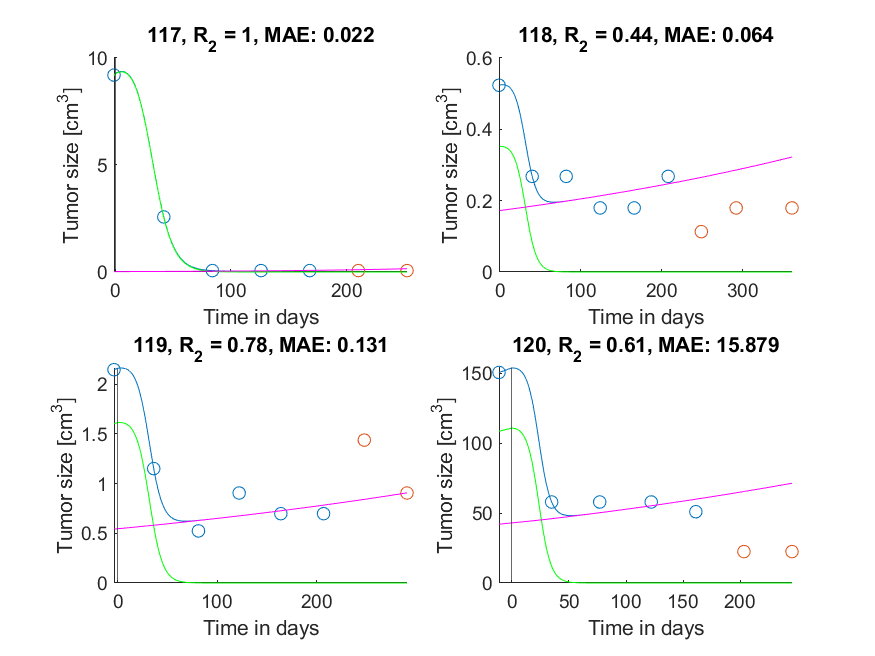 117, R2 = 1, MAE: 0.022
Tumor size [cm3]
10
5
0
0 100 200
Time in days
118, R2 = 0.44, MAE: 0.064
Tumor size [cm3]
0.6
0.4
0.2
0
0 100 200 300
Time in days
119, R2 = 0.78, MAE: 0.131
Tumor size [cm3]
2
1.5
1
0.5
0
0 100 200
Time in days
120, R2 = 0.61, MAE: 15.879
Tumor size [cm3]
150
100
50
0
0 50 100 150 200
Time in days